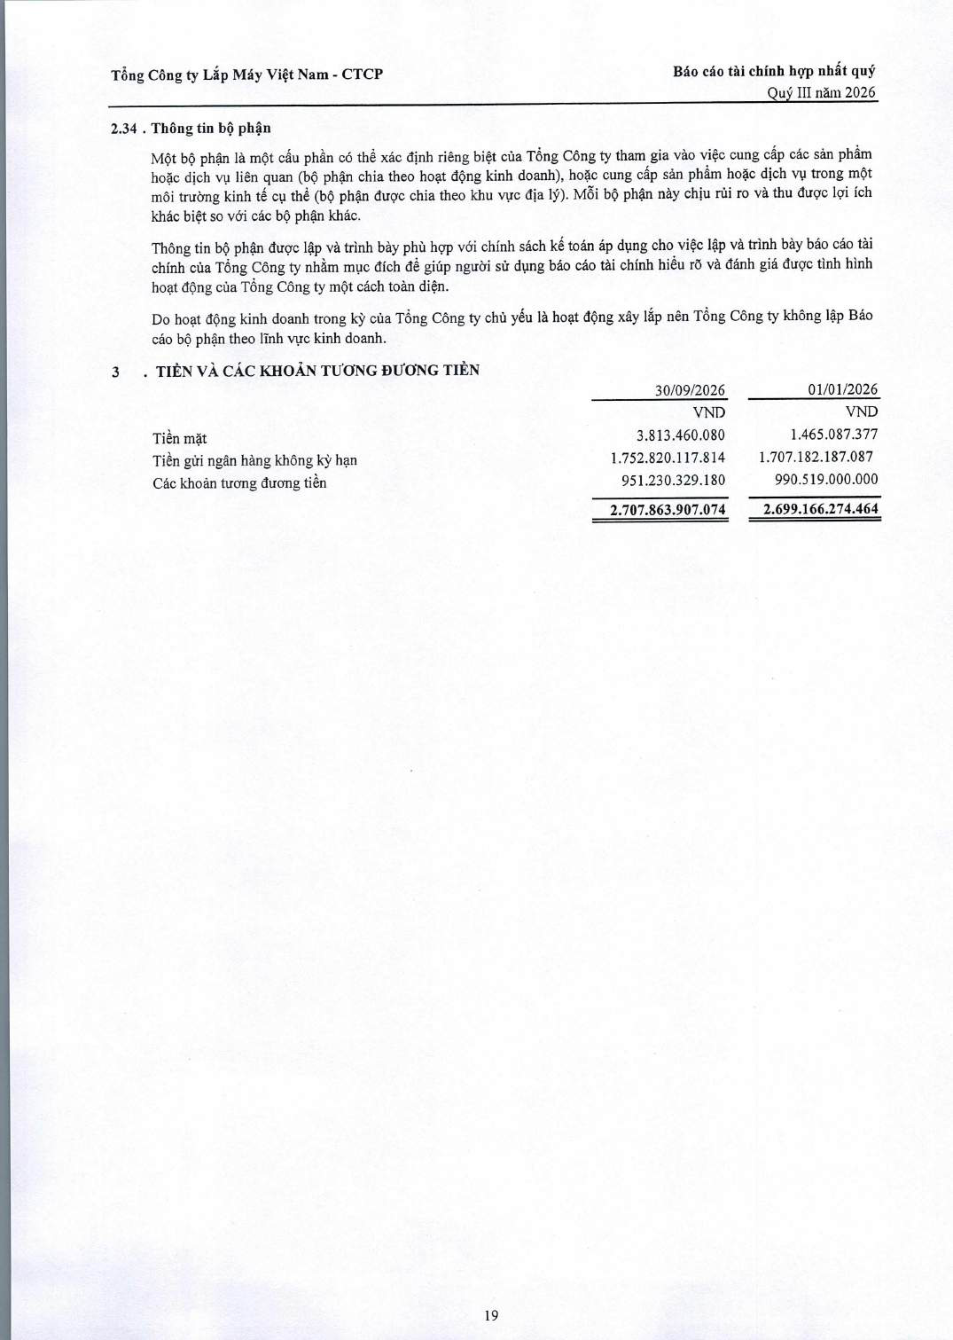 Tổng Công ty Lắp Máy Việt Nam - CTCP
Báo cáo tài chính hợp nhất quý
Quý III năm 2026
2.34 . Thông tin bộ phận
Một bộ phận là một cấu phần có thể xác định riêng biệt của Tổng Công ty tham gia vào việc cung cấp các sản phẩm
hoặc dịch vụ liên quan (bộ phận chia theo hoạt động kinh doanh), hoặc cung cấp sản phẩm hoặc dịch vụ trong một
môi trường kinh tế cụ thể (bộ phận được chia theo khu vực địa lý). Mỗi bộ phận này chịu rủi ro và thu được lợi ích
khác biệt so với các bộ phận khác.
Thông tin bộ phận được lập và trình bày phù hợp với chính sách kế toán áp dụng cho việc lập và trình bày báo cáo tài
chính của Tổng Công ty nhằm mục đích để giúp người sử dụng báo cáo tài chính hiểu rõ và đánh giá được tình hình
hoạt động của Tổng Công ty một cách toàn diện.
Do hoạt động kinh doanh trong kỳ của Tổng Công ty chủ yếu là hoạt động xây lắp nên Tổng Công ty không lập Báo
cáo bộ phận theo lĩnh vực kinh doanh.
3 . TIỀN VÀ CÁC KHOẢN TƯƠNG ĐƯƠNG TIỀN
30/09/2026 01/01/2026
VND VND
Tiền mặt 3.813.460.080 1.465.087.377
Tiền gửi ngân hàng không kỳ hạn 1.752.820.117.814 1.707.182.187.087
Các khoản tương đương tiền 951.230.329.180 990.519.000.000
2.707.863.907.074 2.699.166.274.464
19